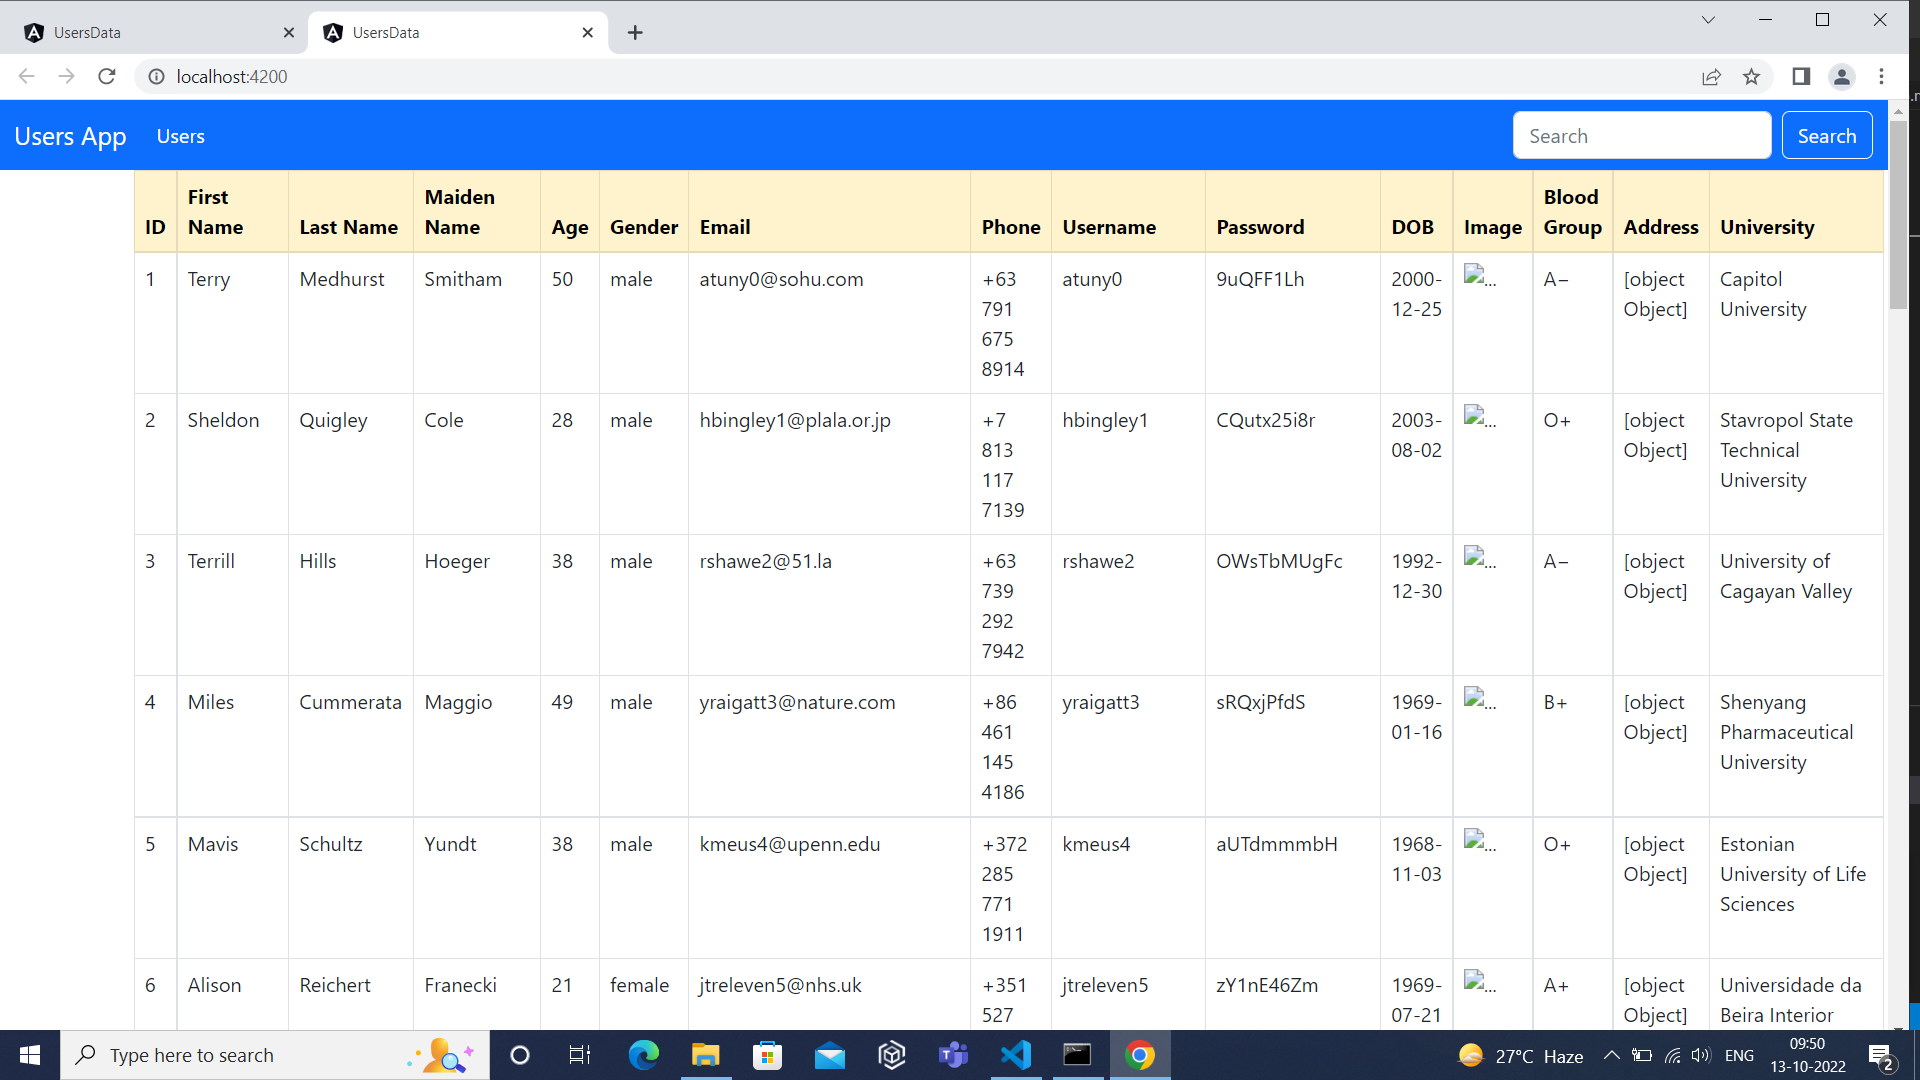 UsersData
UsersData
localhost:4200
Users App Users Search Search
ID First Name Last Name Maiden Name Age Gender Email Phone Username Password DOB Image Blood Group Address University
1 Terry Medhurst Smitham 50 male atuny0@sohu.com +63 791 675 8914 atuny0 9uQFF1Lh 2000-12-25 ... A− [object Object] Capitol University
2 Sheldon Quigley Cole 28 male hbingley1@plala.or.jp +7 813 117 7139 hbingley1 CQutx25i8r 2003-08-02 ... O+ [object Object] Stavropol State Technical University
3 Terrill Hills Hoeger 38 male rshawe2@51.la +63 739 292 7942 rshawe2 OWsTbMUgFc 1992-12-30 ... A− [object Object] University of Cagayan Valley
4 Miles Cummerata Maggio 49 male yraigatt3@nature.com +86 461 145 4186 yraigatt3 sRQxjPfdS 1969-01-16 ... B+ [object Object] Shenyang Pharmaceutical University
5 Mavis Schultz Yundt 38 male kmeus4@upenn.edu +372 285 771 1911 kmeus4 aUTdmmmbH 1968-11-03 ... O+ [object Object] Estonian University of Life Sciences
6 Alison Reichert Franecki 21 female jtreleven5@nhs.uk +351 527 jtreleven5 zY1nE46Zm 1969-07-21 ... A+ [object Object] Universidade da Beira Interior
Type here to search
27°C Haze
ENG
09:50
13-10-2022
2